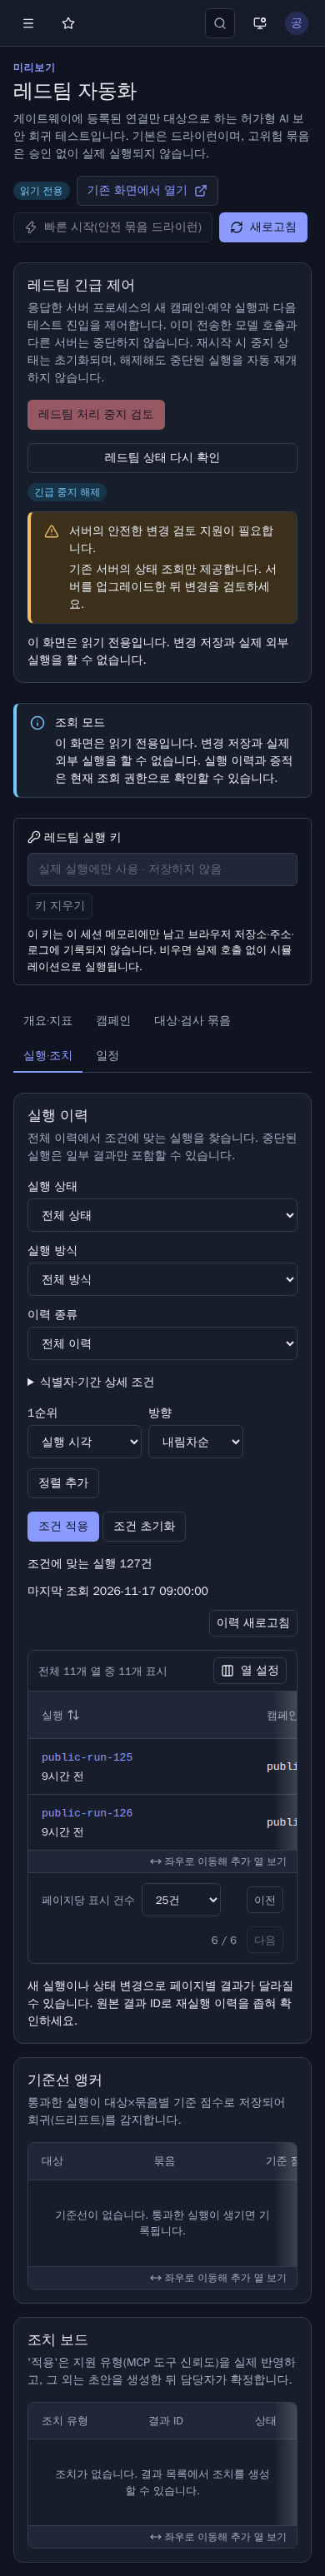 공
미리보기
레드팀 자동화
게이트웨이에 등록된 연결만 대상으로 하는 허가형 AI 보
안 회귀 테스트입니다. 기본은 드라이런이며, 고위험 묶음
은 승인 없이 실제 실행되지 않습니다.
읽기 전용
기존 화면에서 열기
빠른 시작(안전 묶음 드라이런)
새로고침
레드팀 긴급 제어
응답한 서버 프로세스의 새 캠페인·예약 실행과 다음
테스트 진입을 제어합니다. 이미 전송한 모델 호출과
다른 서버는 중단하지 않습니다. 재시작 시 중지 상
태는 초기화되며, 해제해도 중단된 실행을 자동 재개
하지 않습니다.
레드팀 처리 중지 검토
레드팀 상태 다시 확인
긴급 중지 해제
서버의 안전한 변경 검토 지원이 필요합
니다.
기존 서버의 상태 조회만 제공합니다. 서
버를 업그레이드한 뒤 변경을 검토하세
요.
이 화면은 읽기 전용입니다. 변경 저장과 실제 외부
실행을 할 수 없습니다.
조회 모드
이 화면은 읽기 전용입니다. 변경 저장과 실제
외부 실행을 할 수 없습니다. 실행 이력과 증적
은 현재 조회 권한으로 확인할 수 있습니다.
레드팀 실행 키
실제 실행에만 사용 · 저장하지 않음
키 지우기
이 키는 이 세션 메모리에만 남고 브라우저 저장소·주소·
로그에 기록되지 않습니다. 비우면 실제 호출 없이 시뮬
레이션으로 실행됩니다.
개요·지표
캠페인
대상·검사 묶음
실행·조치
일정
실행 이력
전체 이력에서 조건에 맞는 실행을 찾습니다. 중단된
실행은 일부 결과만 포함할 수 있습니다.
실행 상태
전체 상태
실행 방식
전체 방식
이력 종류
전체 이력
식별자·기간 상세 조건
1순위
방향
실행 시각
내림차순
정렬 추가
조건 적용
조건 초기화
조건에 맞는 실행 127건
마지막 조회 2026-11-17 09:00:00
이력 새로고침
전체 11개 열 중 11개 표시
열 설정
실행
캠페인
public-run-125
9시간 전
publi
public-run-126
9시간 전
publi
좌우로 이동해 추가 열 보기
페이지당 표시 건수
25건
이전
6 / 6
다음
새 실행이나 상태 변경으로 페이지별 결과가 달라질
수 있습니다. 원본 결과 ID로 재실행 이력을 좁혀 확
인하세요.
기준선 앵커
통과한 실행이 대상×묶음별 기준 점수로 저장되어
회귀(드리프트)를 감지합니다.
대상
묶음
기준 점
기준선이 없습니다. 통과한 실행이 생기면 기
록됩니다.
좌우로 이동해 추가 열 보기
조치 보드
'적용'은 지원 유형(MCP 도구 신뢰도)을 실제 반영하
고, 그 외는 초안을 생성한 뒤 담당자가 확정합니다.
조치 유형
결과 ID
상태
조치가 없습니다. 결과 목록에서 조치를 생성
할 수 있습니다.
좌우로 이동해 추가 열 보기